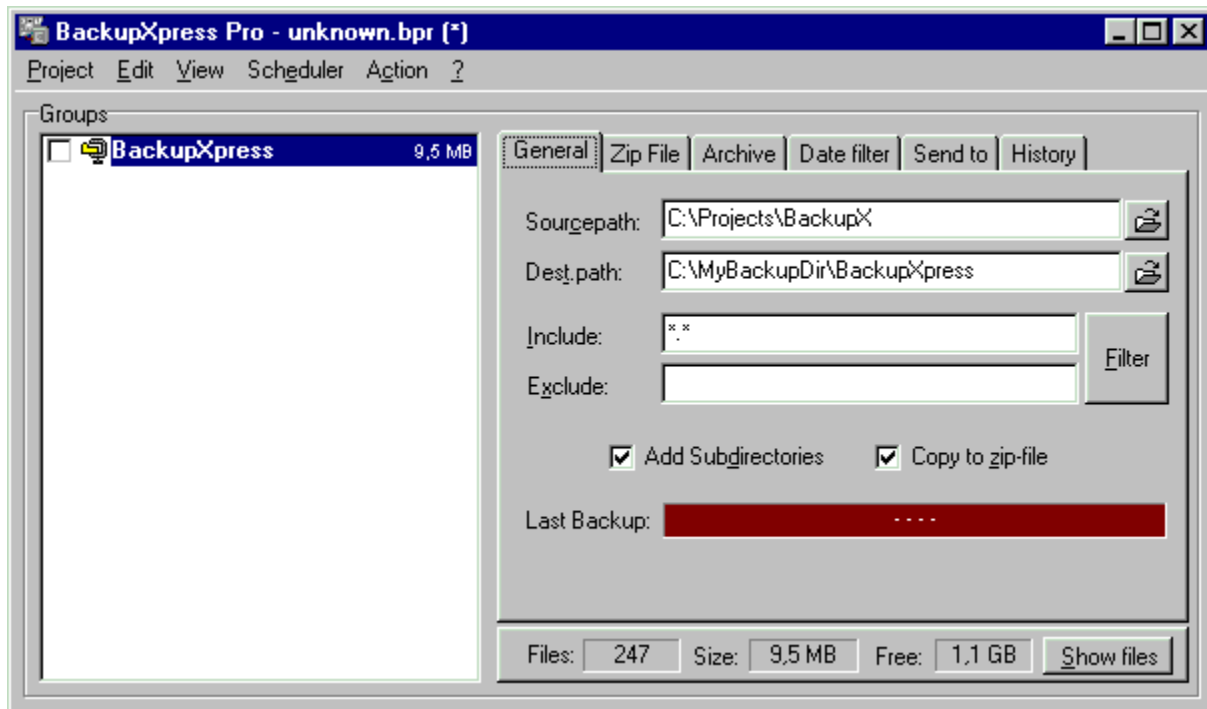 BackupXpress Pro - unknown.bpr (*)
Project Edit View Scheduler Action ?
Groups
BackupXpress 9,5 MB
General Zip File Archive Date filter Send to History
Sourcepath: C:\Projects\BackupX
Dest.path: C:\MyBackupDir\BackupXpress
Include: *.*
Filter
Exclude:
Add Subdirectories Copy to zip-file
Last Backup: - - - -
Files: 247 Size: 9,5 MB Free: 1,1 GB Show files